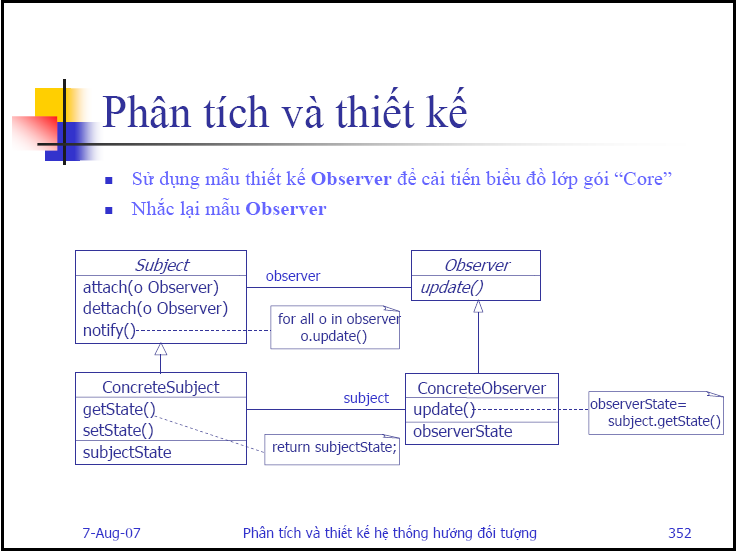 Phân tích và thiết kế
Sử dụng mẫu thiết kế Observer để cải tiến biểu đồ lớp gói “Core”
Nhắc lại mẫu Observer
Subject
attach(o Observer)
dettach(o Observer)
notify()
observer
Observer
update()
for all o in observer
o.update()
ConcreteSubject
getState()
setState()
subjectState
subject
return subjectState;
ConcreteObserver
update()
observerState
observerState=
subject.getState()
7-Aug-07
Phân tích và thiết kế hệ thống hướng đối tượng
352